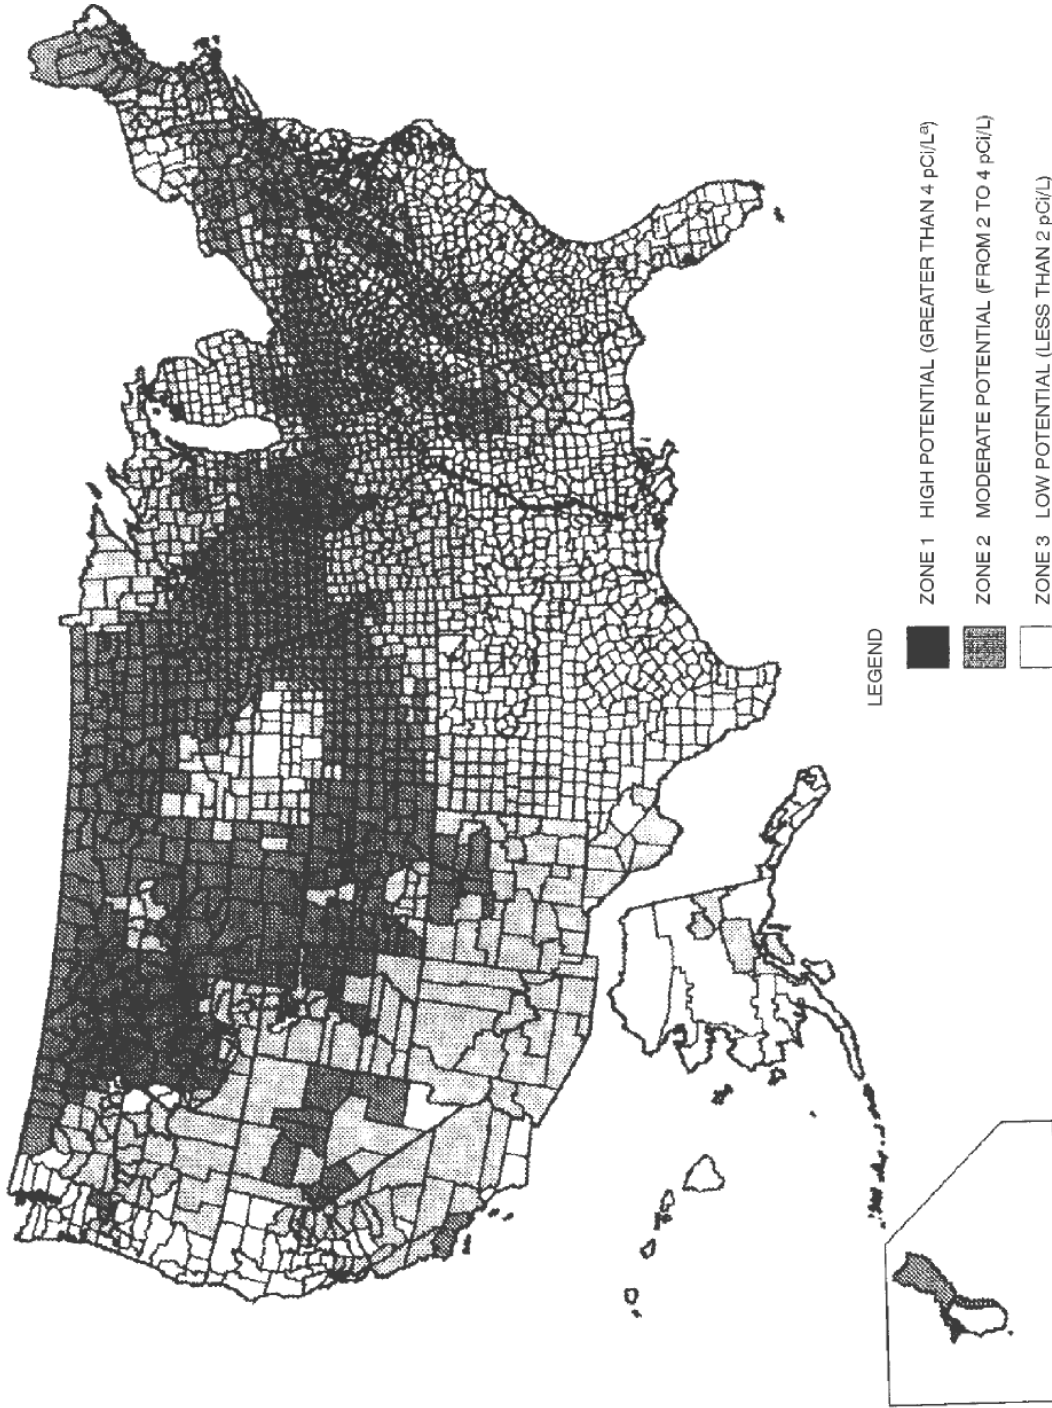 LEGEND
ZONE 1 HIGH POTENTIAL (GREATER THAN 4 pCi/Lª)
ZONE 2 MODERATE POTENTIAL (FROM 2 TO 4 pCi/L)
ZONE 3 LOW POTENTIAL (LESS THAN 2 pCi/L)